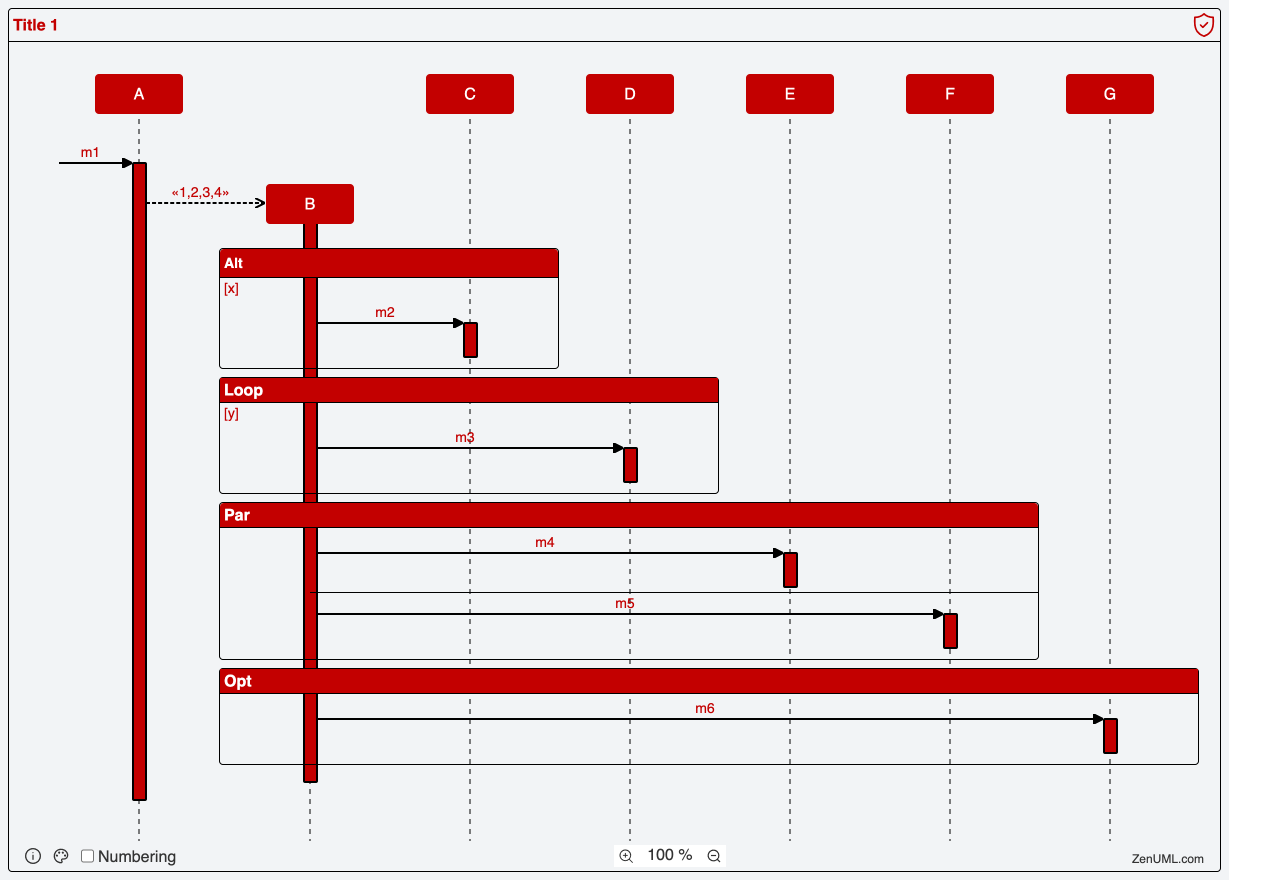 Title 1
A
C
D
E
F
G
m1
«1,2,3,4»
B
Alt
[x]
m2
Loop
[y]
m3
Par
m4
m5
Opt
m6
Numbering
100 %
ZenUML.com